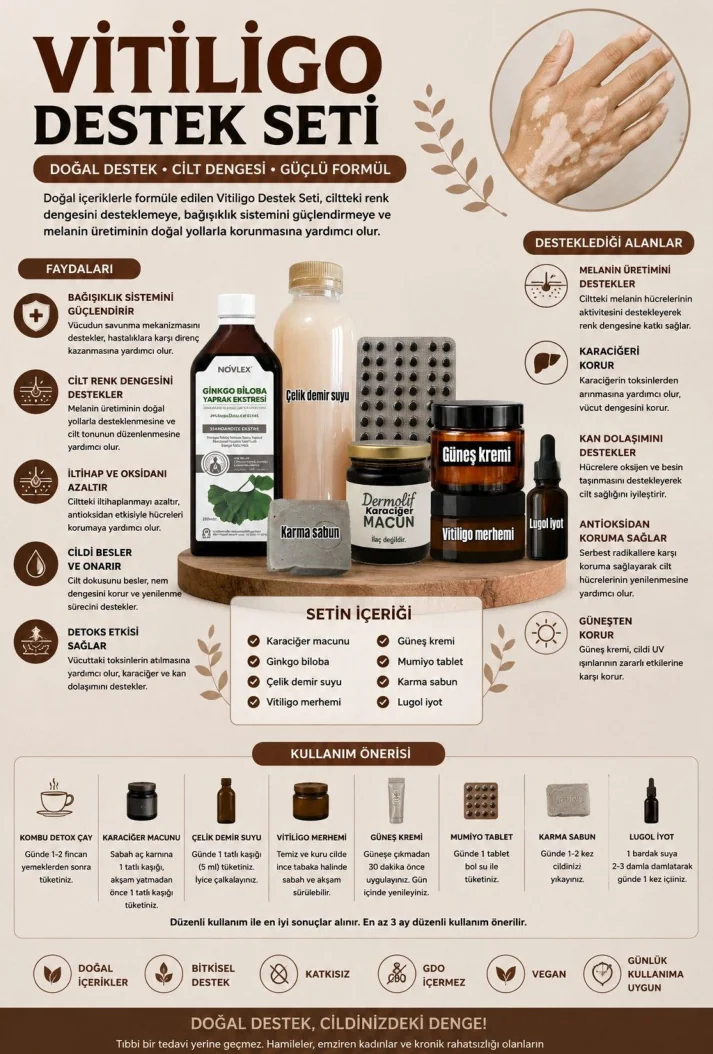 VİTİLİGO
DESTEK SETİ
DOĞAL DESTEK • CİLT DENGESİ • GÜÇLÜ FORMÜL
Doğal içeriklerle formüle edilen Vitiligo Destek Seti, ciltteki renk
dengesini desteklemeye, bağışıklık sistemini güçlendirmeye ve
melanin üretiminin doğal yollarla korunmasına yardımcı olur.
FAYDALARI
BAĞIŞIKLIK SİSTEMİNİ
GÜÇLENDİRİR
Vücudun savunma mekanizmasını
destekler, hastalıklara karşı direnç
kazanmasına yardımcı olur.
CİLT RENK DENGESİNİ
DESTEKLER
Melanin üretiminin doğal
yollarla desteklenmesine ve
cilt tonunun düzenlenmesine
yardımcı olur.
İLTİHAP VE OKSİDANI
AZALTIR
Ciltteki iltihaplanmayı azaltır,
antioksidan etkisiyle hücreleri
korumaya yardımcı olur.
CİLDİ BESLER
VE ONARIR
Cilt dokusunu besler, nem
dengesini korur ve yenilenme
sürecini destekler.
DETOKS ETKİSİ
SAĞLAR
Vücuttaki toksinlerin atılmasına
yardımcı olur, karaciğer ve kan
dolaşımını destekler.
NOVLEX
GINKGO BİLOBA
YAPRAK EKSTRESİ
Çelik demir suyu
Karma sabun
Dermolif
Karaciğer
MACUN
ilaç değildir.
Güneş kremi
Vitiligo merhemi
Lugol iyot
DESTEKLEDİĞİ ALANLAR
MELANİN ÜRETİMİNİ
DESTEKLER
Ciltteki melanin hücrelerinin
aktivitesini destekleyerek
renk dengesine katkı sağlar.
KARACİĞERİ
KORUR
Karaciğerin toksinlerden
arınmasına yardımcı olur,
vücut dengesini korur.
KAN DOLAŞIMINI
DESTEKLER
Hücrelere oksijen ve besin
taşınmasını destekleyerek
cilt sağlığını iyileştirir.
ANTİOKSİDAN
KORUMA SAĞLAR
Serbest radikallere karşı
koruma sağlayarak cilt
hücrelerinin yenilenmesine
yardımcı olur.
GÜNEŞTEN
KORUR
Güneş kremi, cildi UV
ışınlarının zararlı etkilerine
karşı korur.
SETİN İÇERİĞİ
Karaciğer macunu
Ginkgo biloba
Çelik demir suyu
Vitiligo merhemi
Güneş kremi
Mumiyo tablet
Karma sabun
Lugol iyot
KULLANIM ÖNERİSİ
KOMBU DETOX ÇAY
Günde 1-2 fincan
yemeklerden sonra
tüketiniz.
KARACİĞER MACUNU
Sabah aç karnına
1 tatlı kaşığı,
akşam yatmadan
önce 1 tatlı kaşığı
tüketiniz.
ÇELİK DEMİR SUYU
Günde 1 tatlı kaşığı
(5 ml) tüketiniz.
İyice çalkalayınız.
VİTİLİGO MERHEMİ
Temiz ve kuru cilde
ince tabaka halinde
sabah ve akşam
sürülebilir.
GÜNEŞ KREMİ
Güneşe çıkmadan
30 dakika önce
uygulayınız. Gün
içinde yenileyiniz.
MUMİYO TABLET
Günde 1 tablet
bol su ile
tüketiniz.
KARMA SABUN
Günde 1-2 kez
cildinizi
yıkayınız.
LUGOL İYOT
1 bardak suya
2-3 damla damlatarak
günde 1 kez içiiniz.
Düzenli kullanım ile en iyi sonuçlar alınır. En az 3 ay düzenli kullanım önerilir.
DOĞAL
İÇERİKLER
BİTKİSEL
DESTEK
KATKISIZ
GDO
İÇERMEZ
VEGAN
GÜNLÜK
KULLANIMA
UYGUN
DOĞAL DESTEK, CİLDİNİZDEKİ DENGE!
Tıbbi bir tedavi yerine geçmez. Hamileler, emziren kadınlar ve kronik rahatsızlığı olanların